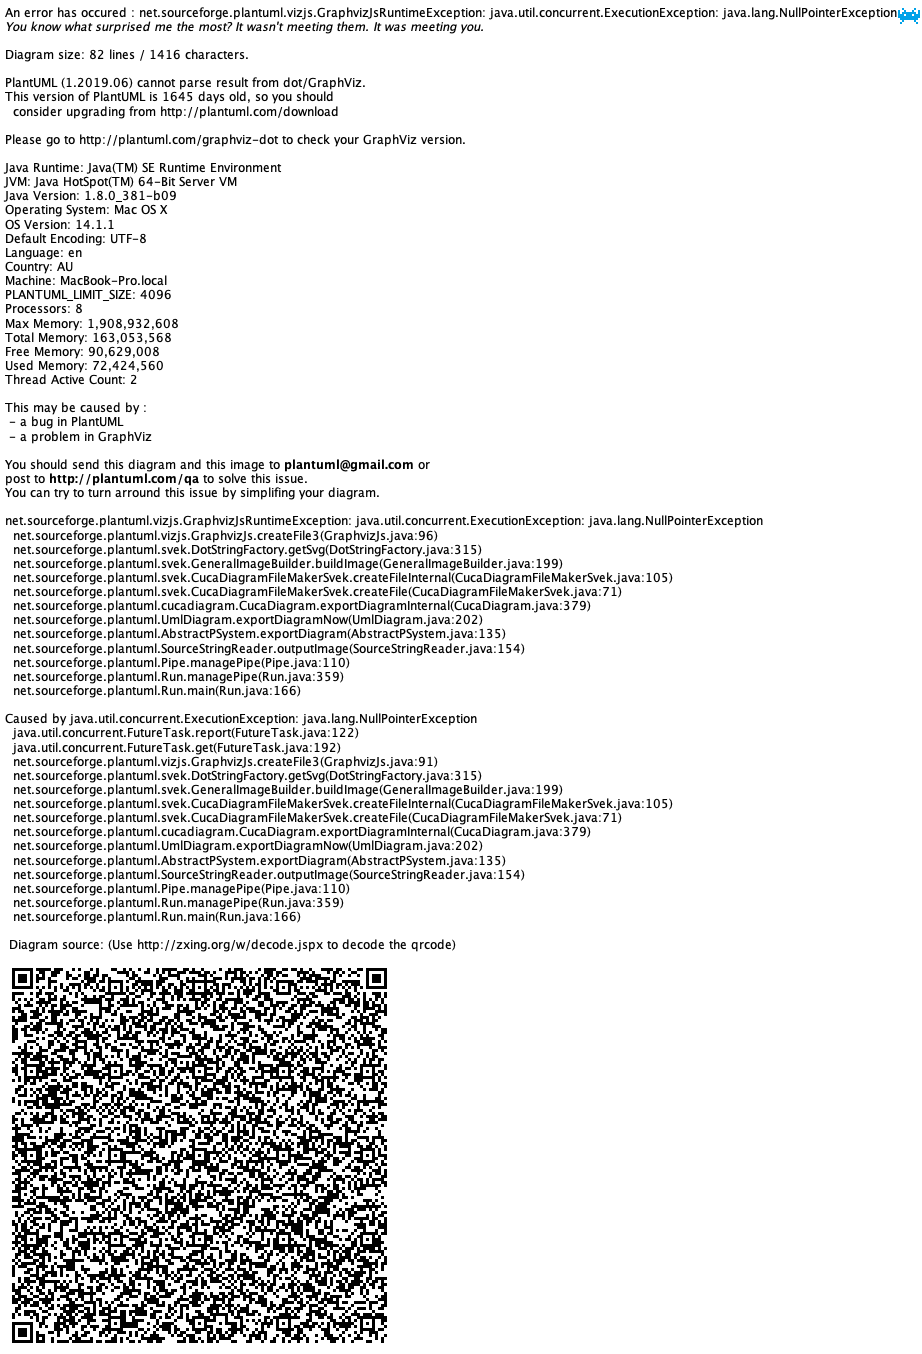 An error has occured : net.sourceforge.plantuml.vizjs.GraphvizJsRuntimeException: java.util.concurrent.ExecutionException: java.lang.NullPointerException
You know what surprised me the most? It wasn't meeting them. It was meeting you.
Diagram size: 82 lines / 1416 characters.
PlantUML (1.2019.06) cannot parse result from dot/GraphViz.
This version of PlantUML is 1645 days old, so you should
consider upgrading from http://plantuml.com/download
Please go to http://plantuml.com/graphviz-dot to check your GraphViz version.
Java Runtime: Java(TM) SE Runtime Environment
JVM: Java HotSpot(TM) 64-Bit Server VM
Java Version: 1.8.0_381-b09
Operating System: Mac OS X
OS Version: 14.1.1
Default Encoding: UTF-8
Language: en
Country: AU
Machine: MacBook-Pro.local
PLANTUML_LIMIT_SIZE: 4096
Processors: 8
Max Memory: 1,908,932,608
Total Memory: 163,053,568
Free Memory: 90,629,008
Used Memory: 72,424,560
Thread Active Count: 2
This may be caused by :
- a bug in PlantUML
- a problem in GraphViz
You should send this diagram and this image to plantuml@gmail.com or
post to http://plantuml.com/qa to solve this issue.
You can try to turn arround this issue by simplifing your diagram.
net.sourceforge.plantuml.vizjs.GraphvizJsRuntimeException: java.util.concurrent.ExecutionException: java.lang.NullPointerException
net.sourceforge.plantuml.vizjs.GraphvizJs.createFile3(GraphvizJs.java:96)
net.sourceforge.plantuml.svek.DotStringFactory.getSvg(DotStringFactory.java:315)
net.sourceforge.plantuml.svek.GeneralImageBuilder.buildImage(GeneralImageBuilder.java:199)
net.sourceforge.plantuml.svek.CucaDiagramFileMakerSvek.createFileInternal(CucaDiagramFileMakerSvek.java:105)
net.sourceforge.plantuml.svek.CucaDiagramFileMakerSvek.createFile(CucaDiagramFileMakerSvek.java:71)
net.sourceforge.plantuml.cucadiagram.CucaDiagram.exportDiagramInternal(CucaDiagram.java:379)
net.sourceforge.plantuml.UmlDiagram.exportDiagramNow(UmlDiagram.java:202)
net.sourceforge.plantuml.AbstractPSystem.exportDiagram(AbstractPSystem.java:135)
net.sourceforge.plantuml.SourceStringReader.outputImage(SourceStringReader.java:154)
net.sourceforge.plantuml.Pipe.managePipe(Pipe.java:110)
net.sourceforge.plantuml.Run.managePipe(Run.java:359)
net.sourceforge.plantuml.Run.main(Run.java:166)
Caused by java.util.concurrent.ExecutionException: java.lang.NullPointerException
java.util.concurrent.FutureTask.report(FutureTask.java:122)
java.util.concurrent.FutureTask.get(FutureTask.java:192)
net.sourceforge.plantuml.vizjs.GraphvizJs.createFile3(GraphvizJs.java:91)
net.sourceforge.plantuml.svek.DotStringFactory.getSvg(DotStringFactory.java:315)
net.sourceforge.plantuml.svek.GeneralImageBuilder.buildImage(GeneralImageBuilder.java:199)
net.sourceforge.plantuml.svek.CucaDiagramFileMakerSvek.createFileInternal(CucaDiagramFileMakerSvek.java:105)
net.sourceforge.plantuml.svek.CucaDiagramFileMakerSvek.createFile(CucaDiagramFileMakerSvek.java:71)
net.sourceforge.plantuml.cucadiagram.CucaDiagram.exportDiagramInternal(CucaDiagram.java:379)
net.sourceforge.plantuml.UmlDiagram.exportDiagramNow(UmlDiagram.java:202)
net.sourceforge.plantuml.AbstractPSystem.exportDiagram(AbstractPSystem.java:135)
net.sourceforge.plantuml.SourceStringReader.outputImage(SourceStringReader.java:154)
net.sourceforge.plantuml.Pipe.managePipe(Pipe.java:110)
net.sourceforge.plantuml.Run.managePipe(Run.java:359)
net.sourceforge.plantuml.Run.main(Run.java:166)
Diagram source: (Use http://zxing.org/w/decode.jspx to decode the qrcode)